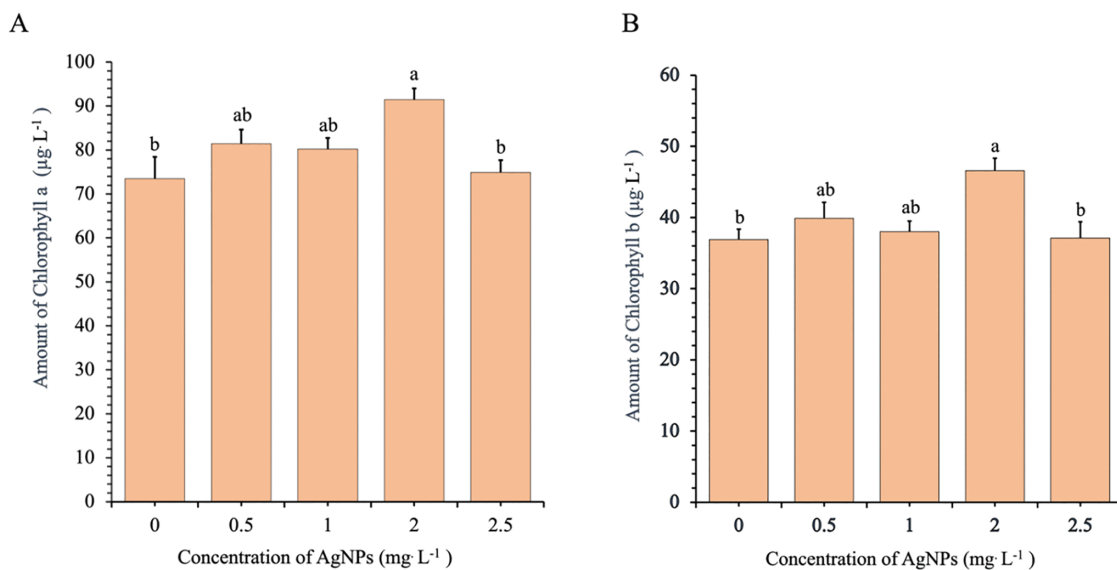 A
Amount of Chlorophyll a (µg· L⁻¹ )
100
90
80
70
60
50
40
30
20
10
0
b
ab
ab
a
b
0
0.5
1
2
2.5
Concentration of AgNPs (mg· L⁻¹ )
B
Amount of Chlorophyll b (µg· L⁻¹ )
60
50
40
30
20
10
0
b
ab
ab
a
b
0
0.5
1
2
2.5
Concentration of AgNPs (mg· L⁻¹ )